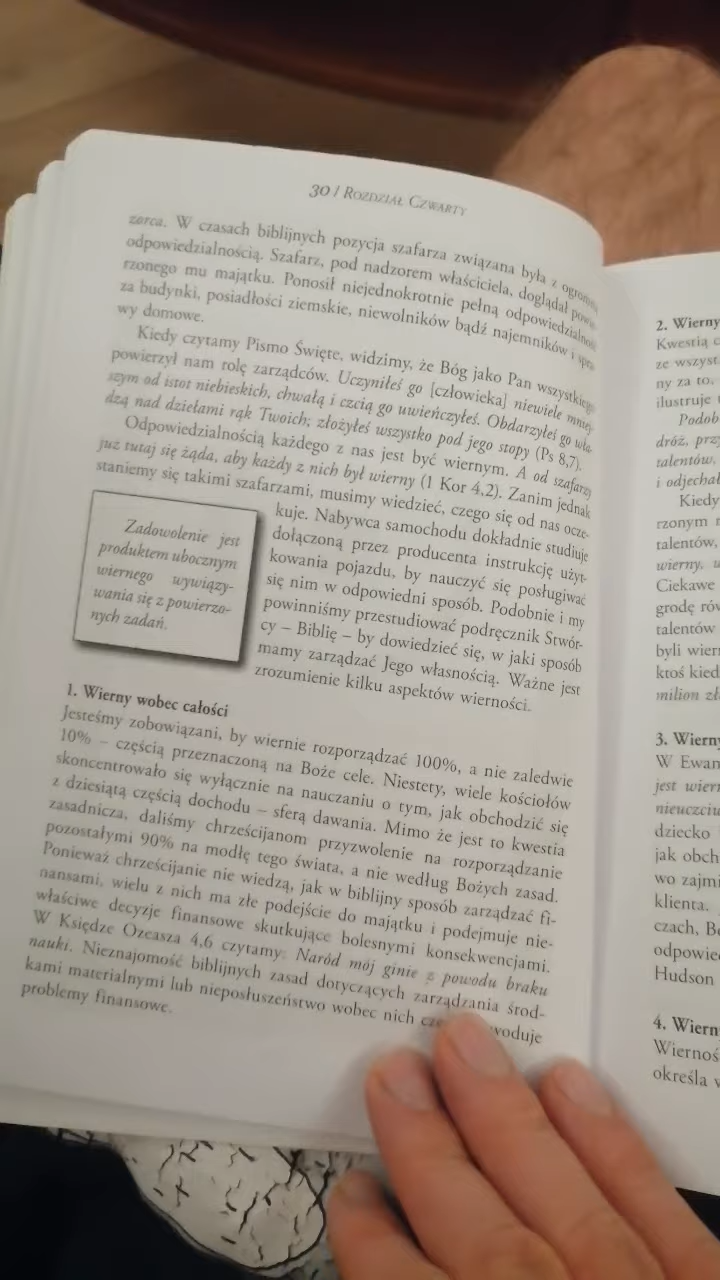 30 / Rozdział Czwarty
zorca. W czasach biblijnych pozycja szafarza związana była z ogromną
odpowiedzialnością. Szafarz, pod nadzorem właściciela, doglądał powie-
rzonego mu majątku. Ponosił niejednokrotnie pełną odpowiedzialność
za budynki, posiadłości ziemskie, niewolników bądź najemników i spra-
wy domowe.
Kiedy czytamy Pismo Święte, widzimy, że Bóg jako Pan wszystkiego
powierzył nam rolę zarządców. Uczyniłeś go [człowieka] niewiele mniej-
szym od istot niebieskich, chwałą i czcią go uwieńczyłeś. Obdarzyłeś go wła-
dzą nad dziełami rąk Twoich; złożyłeś wszystko pod jego stopy (Ps 8,7).
Odpowiedzialnością każdego z nas jest być wiernym. A od szafarzy
już tutaj się żąda, aby każdy z nich był wierny (1 Kor 4,2). Zanim jednak
staniemy się takimi szafarzami, musimy wiedzieć, czego się od nas ocze-
kuje. Nabywca samochodu dokładnie studiuje
dołączoną przez producenta instrukcję użyt-
kowania pojazdu, by nauczyć się posługiwać
się nim w odpowiedni sposób. Podobnie i my
powinniśmy przestudiować podręcznik Stwór-
cy – Biblię – by dowiedzieć się, w jaki sposób
mamy zarządzać Jego własnością. Ważne jest
zrozumienie kilku aspektów wierności.
Zadowolenie jest
produktem ubocznym
wiernego wywiązy-
wania się z powierzo-
nych zadań.
1. Wierny wobec całości
Jesteśmy zobowiązani, by wiernie rozporządzać 100%, a nie zaledwie
10% – częścią przeznaczoną na Boże cele. Niestety, wiele kościołów
skoncentrowało się wyłącznie na nauczaniu o tym, jak obchodzić się
z dziesiątą częścią dochodu – sferą dawania. Mimo że jest to kwestia
zasadnicza, daliśmy chrześcijanom przyzwolenie na rozporządzanie
pozostałymi 90% na modłę tego świata, a nie według Bożych zasad.
Ponieważ chrześcijanie nie wiedzą, jak w biblijny sposób zarządzać fi-
nansami, wielu z nich ma złe podejście do majątku i podejmuje nie-
właściwe decyzje finansowe skutkujące bolesnymi konsekwencjami.
W Księdze Ozeasza 4,6 czytamy: Naród mój ginie z powodu braku
nauki. Nieznajomość biblijnych zasad dotyczących zarządzania środ-
kami materialnymi lub nieposłuszeństwo wobec nich
problemy finansowe.
2. Wierny
Kwestią
ze wszyst
ny za to,
ilustruje
Podob
dróż, prz
talentów,
i odjechał
Kiedy
rzonym
talentów,
wierny,
Ciekawe
grodę rów
talentów
byli wier
ktoś kied
milion zł
3. Wierny
W Ewan
jest wier
nieuczciw
dziecko
jak obch
wo zajmi
klienta.
czach, Bo
odpowie
Hudson
4. Wierny
Wierność
określa w